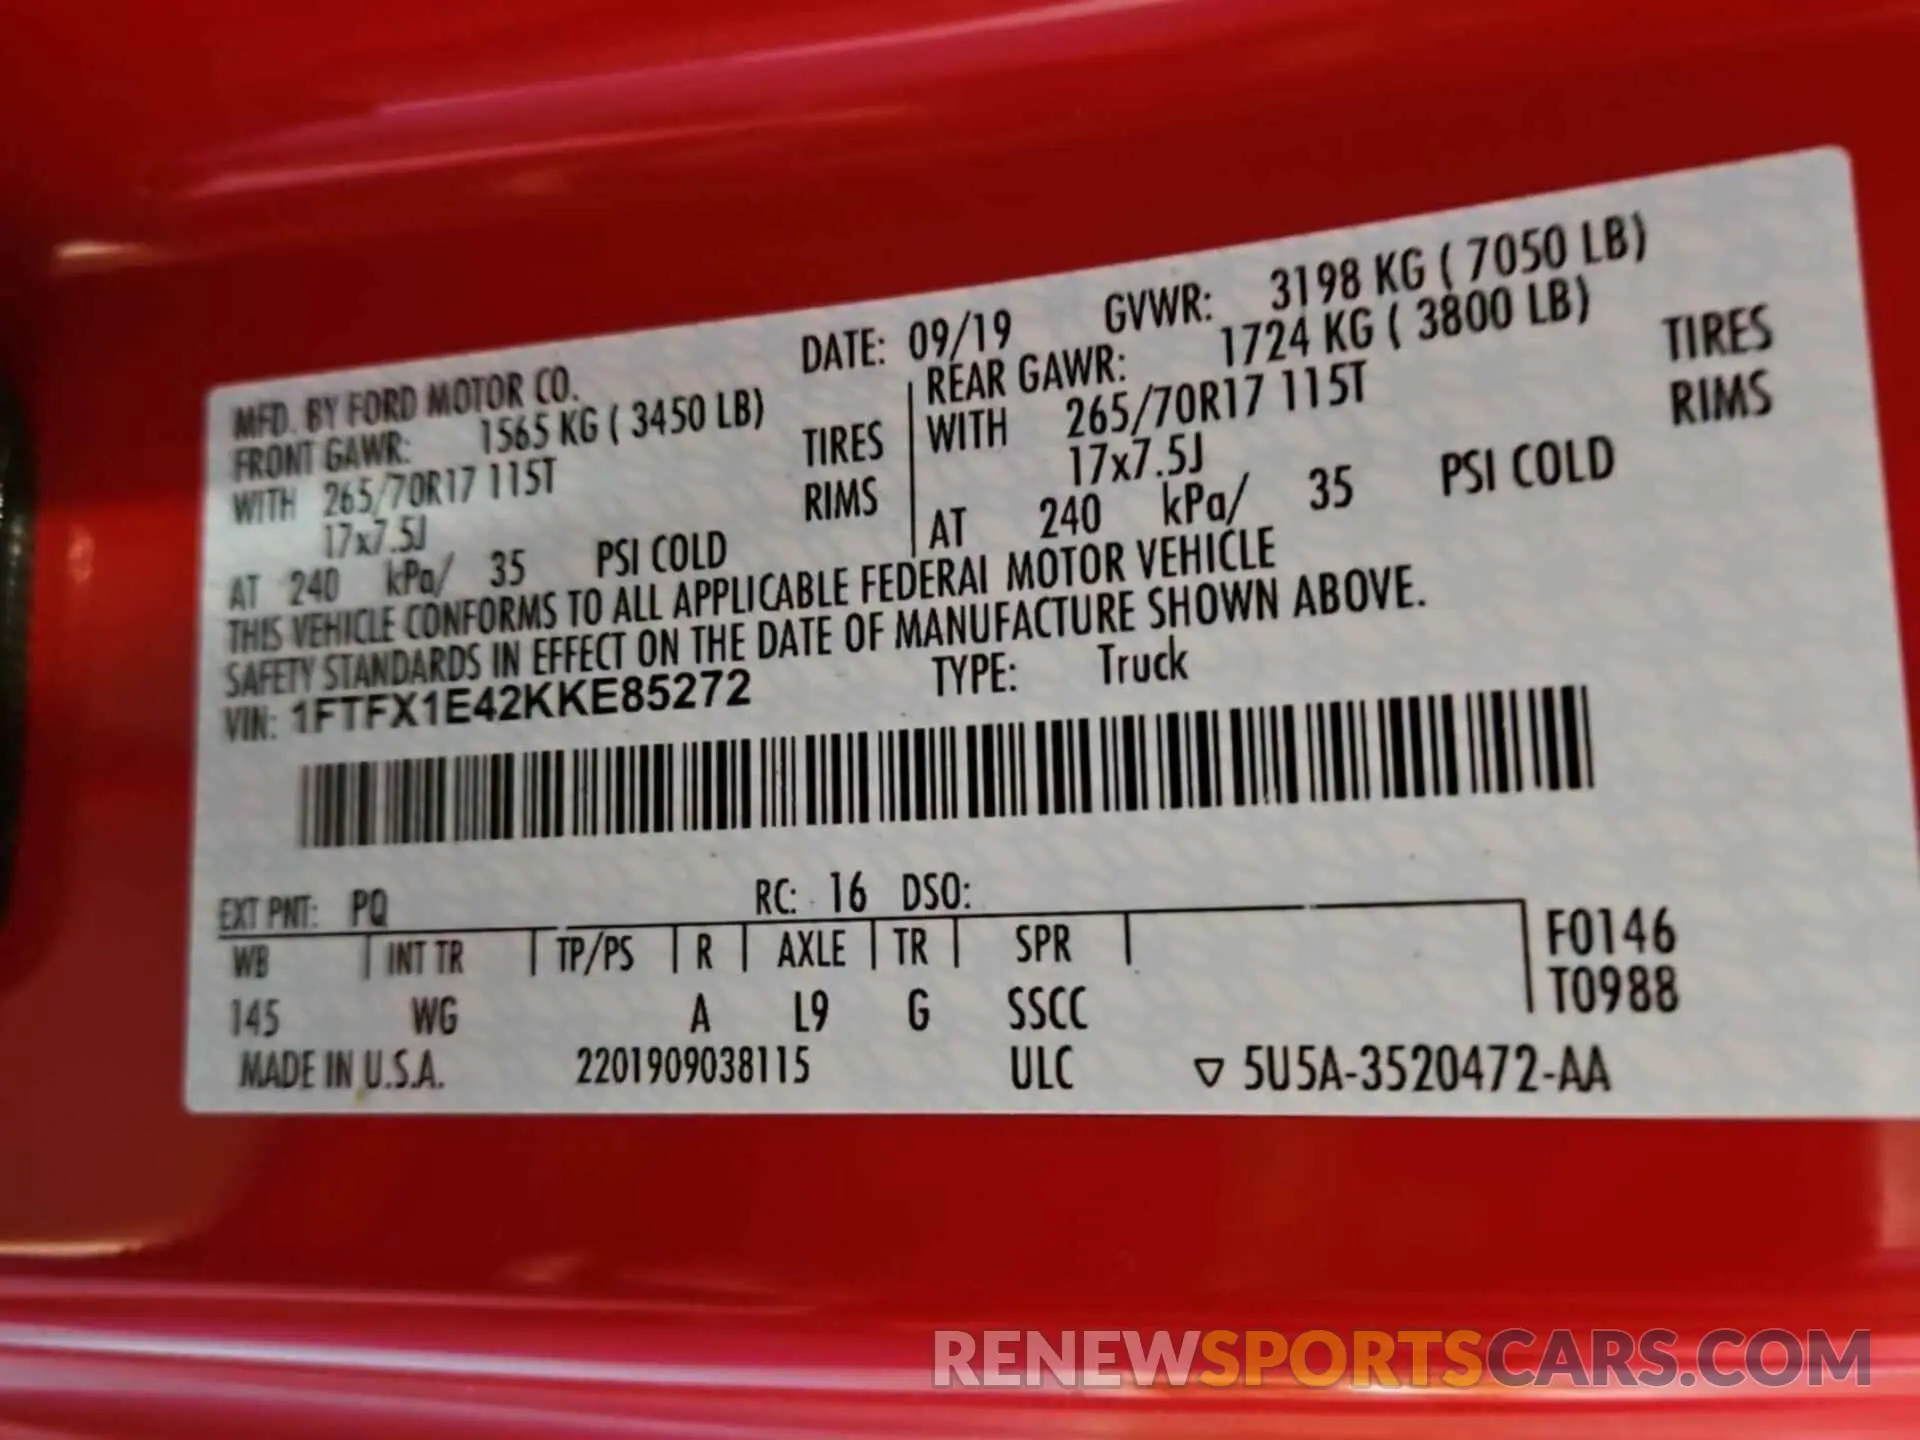 MFD. BY FORD MOTOR CO. DATE: 09/19 GVWR: 3198 KG ( 7050 LB)
FRONT GAWR: 1565 KG ( 3450 LB) REAR GAWR: 1724 KG ( 3800 LB)
WITH 265/70R17 115T TIRES WITH 265/70R17 115T TIRES
17x7.5J RIMS 17x7.5J RIMS
AT 240 kPa/ 35 PSI COLD AT 240 kPa/ 35 PSI COLD
THIS VEHICLE CONFORMS TO ALL APPLICABLE FEDERAL MOTOR VEHICLE
SAFETY STANDARDS IN EFFECT ON THE DATE OF MANUFACTURE SHOWN ABOVE.
VIN: 1FTFX1E42KKE85272 TYPE: Truck
EXT PNT: PQ RC: 16 DSO:
WB INT TR TP/PS R AXLE TR SPR F0146
145 WG A L9 G SSCC T0988
MADE IN U.S.A. 2201909038115 ULC ▽ 5U5A-3520472-AA
RENEWSPORTSCARS.COM